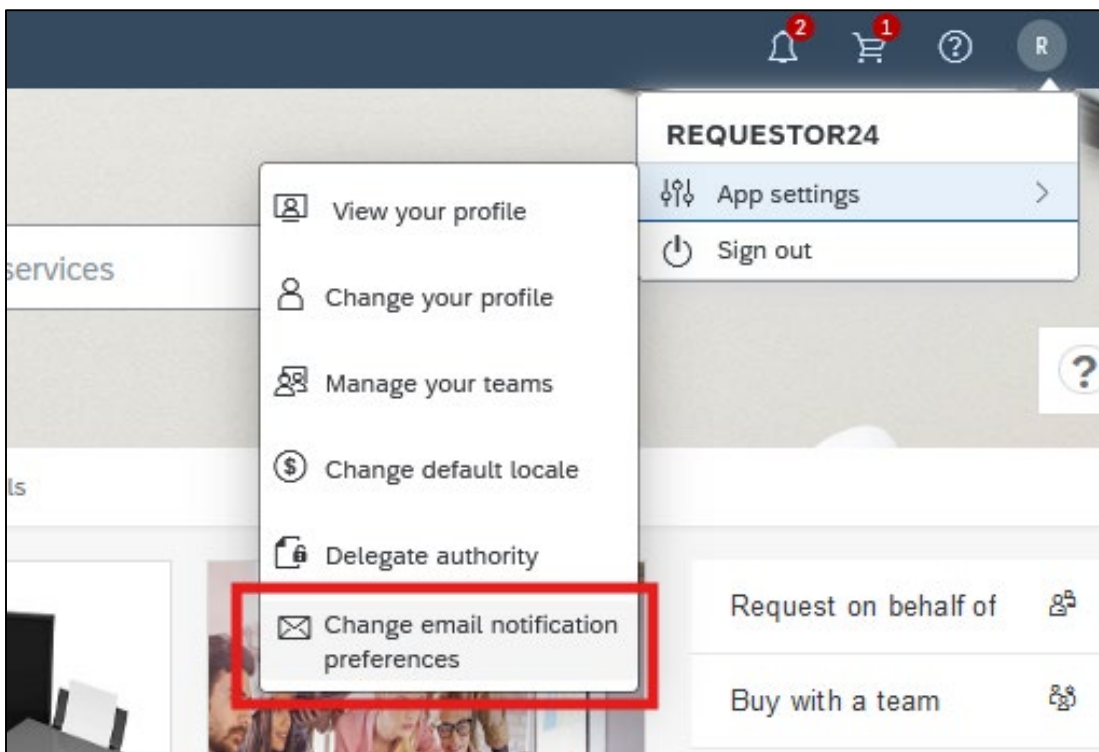 2
1
?
R
REQUESTOR24
App settings
Sign out
View your profile
Change your profile
Manage your teams
$
Change default locale
Delegate authority
Change email notification
preferences
services
?
ls
Request on behalf of
Buy with a team